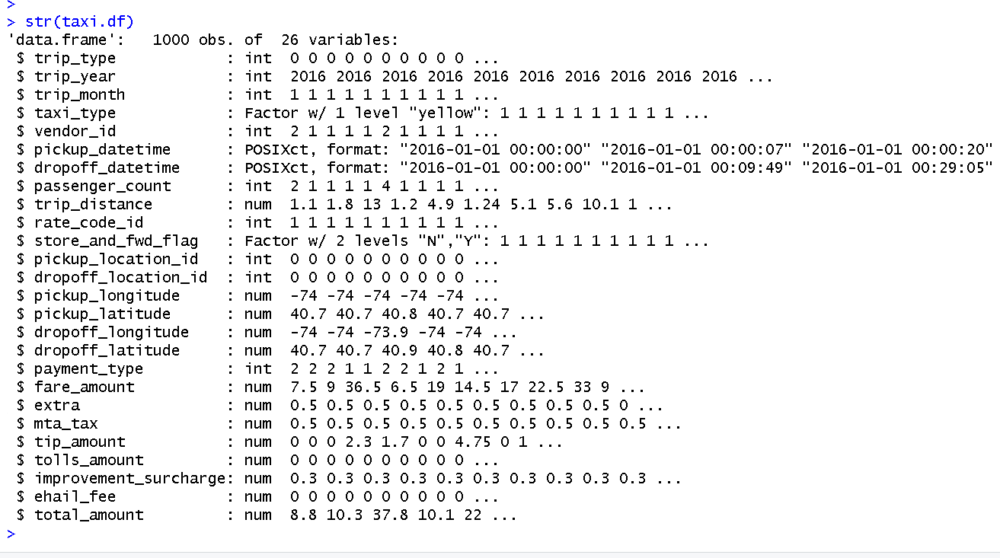 >
> str(taxi.df)
'data.frame':   1000 obs. of  26 variables:
 $ trip_type            : int  0 0 0 0 0 0 0 0 0 0 ...
 $ trip_year            : int  2016 2016 2016 2016 2016 2016 2016 2016 2016 2016 ...
 $ trip_month           : int  1 1 1 1 1 1 1 1 1 1 ...
 $ taxi_type            : Factor w/ 1 level "yellow": 1 1 1 1 1 1 1 1 1 1 ...
 $ vendor_id            : int  2 1 1 1 1 2 1 1 1 1 ...
 $ pickup_datetime      : POSIXct, format: "2016-01-01 00:00:00" "2016-01-01 00:00:07" "2016-01-01 00:00:20"
 $ dropoff_datetime     : POSIXct, format: "2016-01-01 00:00:00" "2016-01-01 00:09:49" "2016-01-01 00:29:05"
 $ passenger_count      : int  2 1 1 1 1 4 1 1 1 1 ...
 $ trip_distance        : num  1.1 1.8 13 1.2 4.9 1.24 5.1 5.6 10.1 1 ...
 $ rate_code_id         : int  1 1 1 1 1 1 1 1 1 1 ...
 $ store_and_fwd_flag   : Factor w/ 2 levels "N","Y": 1 1 1 1 1 1 1 1 1 1 ...
 $ pickup_location_id   : int  0 0 0 0 0 0 0 0 0 0 ...
 $ dropoff_location_id  : int  0 0 0 0 0 0 0 0 0 0 ...
 $ pickup_longitude     : num  -74 -74 -74 -74 -74 ...
 $ pickup_latitude      : num  40.7 40.7 40.8 40.7 40.7 ...
 $ dropoff_longitude    : num  -74 -74 -73.9 -74 -74 ...
 $ dropoff_latitude     : num  40.7 40.7 40.9 40.8 40.7 ...
 $ payment_type         : int  2 2 2 1 1 2 2 1 2 1 ...
 $ fare_amount          : num  7.5 9 36.5 6.5 19 14.5 17 22.5 33 9 ...
 $ extra                : num  0.5 0.5 0.5 0.5 0.5 0.5 0.5 0.5 0.5 0 ...
 $ mta_tax              : num  0.5 0.5 0.5 0.5 0.5 0.5 0.5 0.5 0.5 0.5 ...
 $ tip_amount           : num  0 0 0 2.3 1.7 0 0 4.75 0 1 ...
 $ tolls_amount         : num  0 0 0 0 0 0 0 0 0 0 ...
 $ improvement_surcharge: num  0.3 0.3 0.3 0.3 0.3 0.3 0.3 0.3 0.3 0.3 ...
 $ ehail_fee            : num  0 0 0 0 0 0 0 0 0 0 ...
 $ total_amount         : num  8.8 10.3 37.8 10.1 22 ...
>